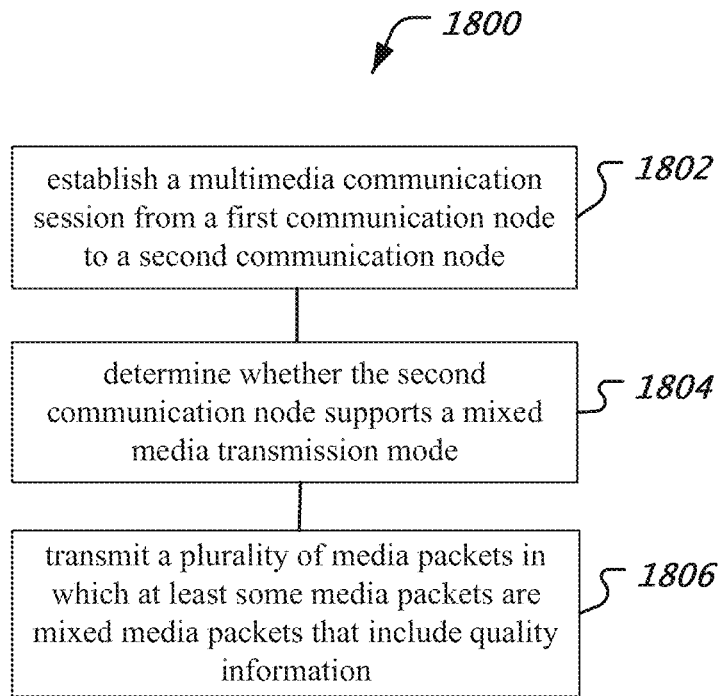 1800
establish a multimedia communication
session from a first communication node
to a second communication node
1802
determine whether the second
communication node supports a mixed
media transmission mode
1804
transmit a plurality of media packets in
which at least some media packets are
mixed media packets that include quality
information
1806